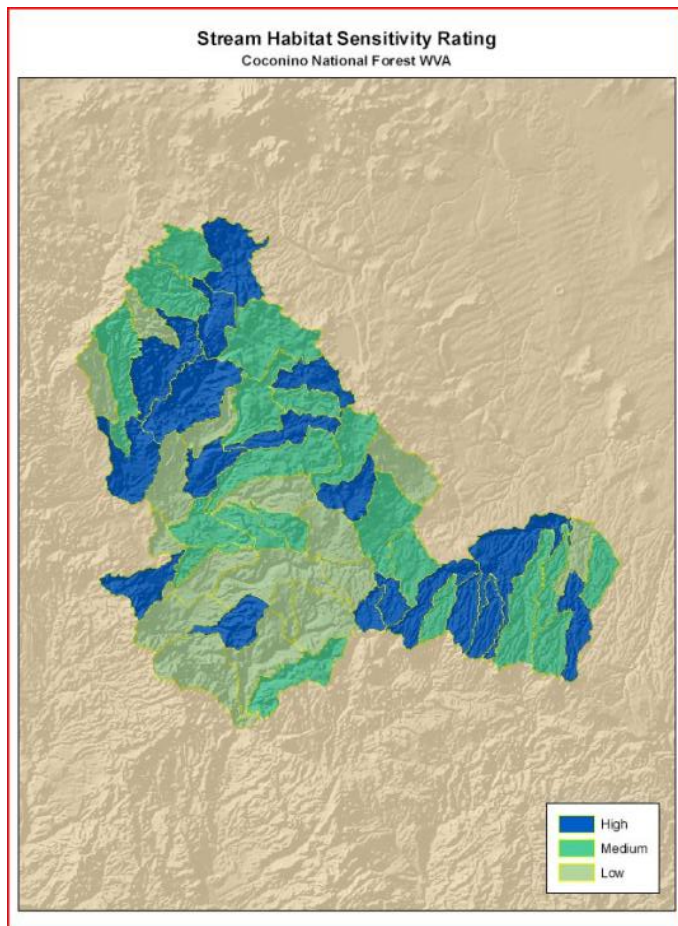 Stream Habitat Sensitivity Rating
Coconino National Forest WVA
High
Medium
Low